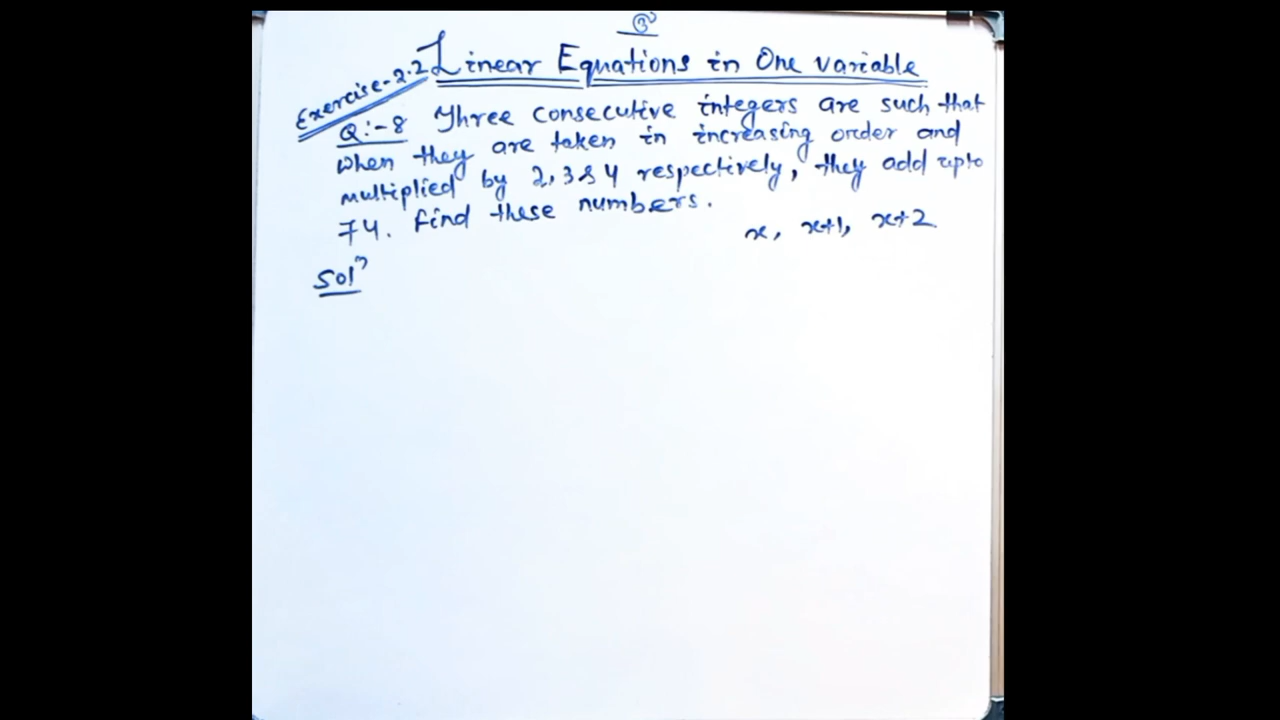 ③
Exercise-2.2 Linear Equations in One variable
Q:-8 Three consecutive integers are such that
when they are taken in increasing order and
multiplied by 2, 3 & 4 respectively, they add upto
74. Find these numbers.
x, x+1, x+2
Solⁿ